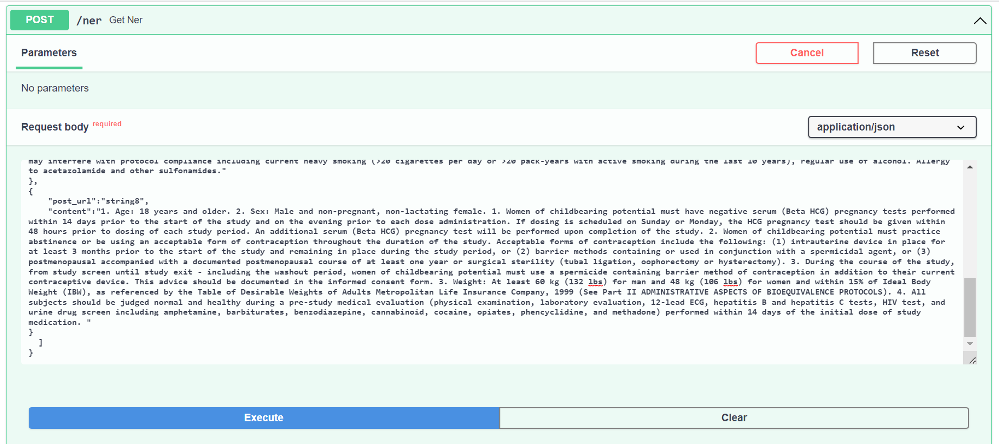 POST /ner Get Ner
Parameters
Cancel
Reset
No parameters
Request body required
application/json
may interfere with protocol compliance including current heavy smoking (>20 cigarettes per day or >20 pack-years with active smoking during the last 10 years), regular use of alcohol. Allergy
to acetazolamide and other sulfonamides."
},
{
"post_url":"string8",
"content":"1. Age: 18 years and older. 2. Sex: Male and non-pregnant, non-lactating female. 1. Women of childbearing potential must have negative serum (Beta HCG) pregnancy tests performed
within 14 days prior to the start of the study and on the evening prior to each dose administration. If dosing is scheduled on Sunday or Monday, the HCG pregnancy test should be given within
48 hours prior to dosing of each study period. An additional serum (Beta HCG) pregnancy test will be performed upon completion of the study. 2. Women of childbearing potential must practice
abstinence or be using an acceptable form of contraception throughout the duration of the study. Acceptable forms of contraception include the following: (1) intrauterine device in place for
at least 3 months prior to the start of the study and remaining in place during the study period, or (2) barrier methods containing or used in conjunction with a spermicidal agent, or (3)
postmenopausal accompanied with a documented postmenopausal course of at least one year or surgical sterility (tubal ligation, oophorectomy or hysterectomy). 3. During the course of the study,
from study screen until study exit - including the washout period, women of childbearing potential must use a spermicide containing barrier method of contraception in addition to their current
contraceptive device. This advice should be documented in the informed consent form. 3. Weight: At least 60 kg (132 lbs) for man and 48 kg (106 lbs) for women and within 15% of Ideal Body
Weight (IBW), as referenced by the Table of Desirable Weights of Adults Metropolitan Life Insurance Company, 1999 (See Part II ADMINISTRATIVE ASPECTS OF BIOEQUIVALENCE PROTOCOLS). 4. All
subjects should be judged normal and healthy during a pre-study medical evaluation (physical examination, laboratory evaluation, 12-lead ECG, hepatitis B and hepatitis C tests, HIV test, and
urine drug screen including amphetamine, barbiturates, benzodiazepine, cannabinoid, cocaine, opiates, phencyclidine, and methadone) performed within 14 days of the initial dose of study
medication. "
}
]
}
Execute
Clear